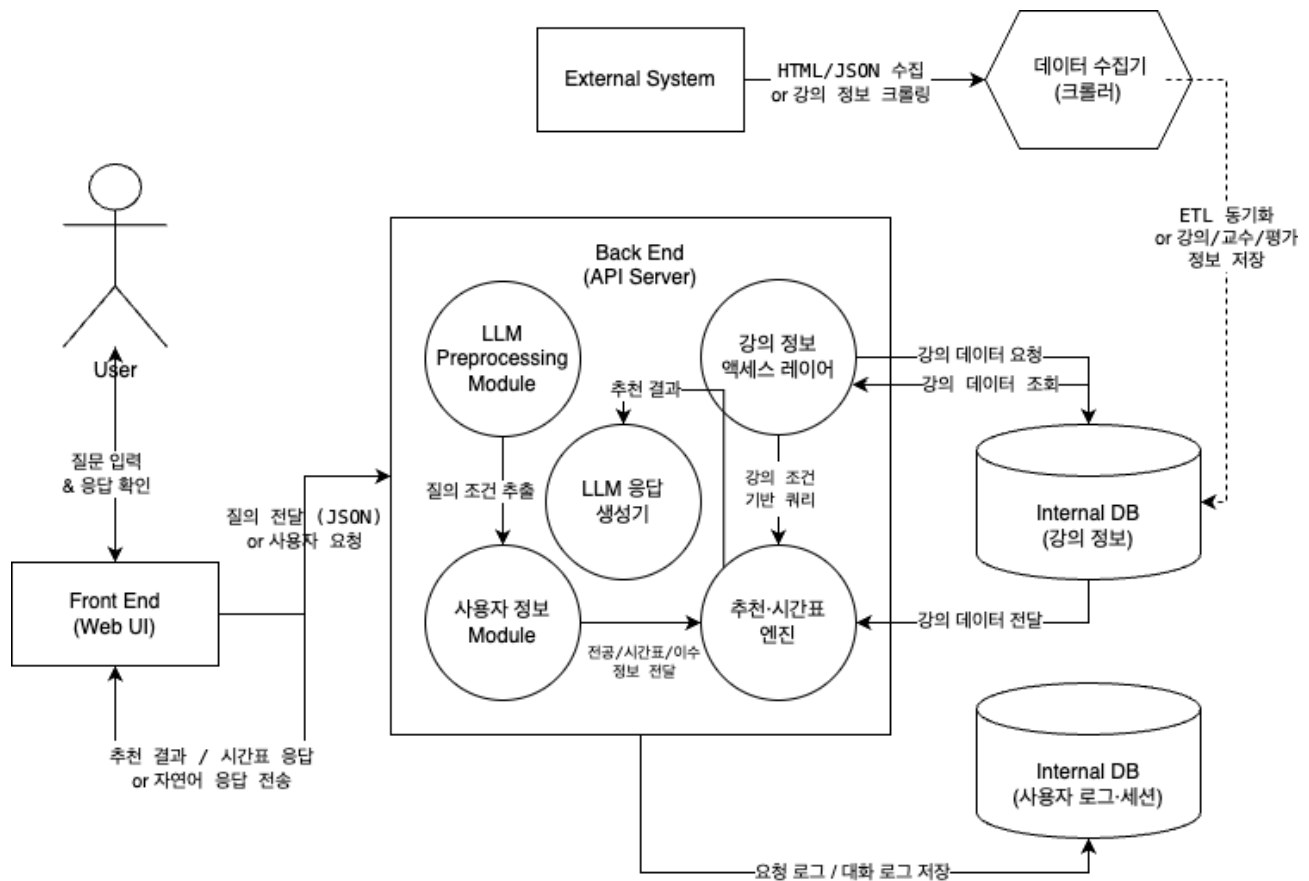 External System
HTML/JSON 수집
or 강의 정보 크롤링
데이터 수집기
(크롤러)
ETL 동기화
or 강의/교수/평가
정보 저장
Back End
(API Server)
LLM
Preprocessing
Module
강의 정보
액세스 레이어
강의 데이터 요청
강의 데이터 조회
추천 결과
User
질문 입력
& 응답 확인
질의 조건 추출
LLM 응답
생성기
강의 조건
기반 쿼리
Internal DB
(강의 정보)
질의 전달 (JSON)
or 사용자 요청
Front End
(Web UI)
사용자 정보
Module
추천·시간표
엔진
강의 데이터 전달
전공/시간표/이수
정보 전달
추천 결과 / 시간표 응답
or 자연어 응답 전송
Internal DB
(사용자 로그·세션)
요청 로그 / 대화 로그 저장